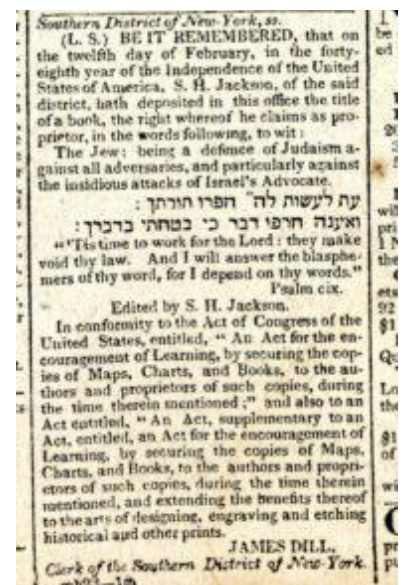 Southern District of New-York, ss.
(L. S.) BE IT REMEMBERED, that on
the twelfth day of February, in the forty-
eighth year of the Independence of the United
States of America, S. H. Jackson, of the said
district, hath deposited in this office the title
of a book, the right whereof he claims as pro-
prietor, in the words following, to wit:
The Jew: being a defence of Judaism a-
gainst all adversaries, and particularly against
the insidious attacks of Israel's Advocate.
עת לעשות לה" חפרו תורתך :
ואענה חרפי דבר כי בטחתי בדברך :
"'Tis time to work for the Lord: they make
void thy law. And I will answer the blasphe-
mers of thy word, for I depend on thy words."
Psalm cix.
Edited by S. H. Jackson.
In conformity to the Act of Congress of the
United States, entitled, "An Act for the en-
couragement of Learning, by securing the cop-
ies of Maps, Charts, and Books, to the au-
thors and proprietors of such copies, during
the time therein mentioned;" and also to an
Act entitled, "An Act, supplementary to an
Act, entitled, an Act for the encouragement of
Learning, by securing the copies of Maps,
Charts, and Books, to the authors and propri-
etors of such copies, during the time therein
mentioned, and extending the benefits thereof
to the arts of designing, engraving and etching
historical and other prints.
JAMES DILL,
Clerk of the Southern District of New-York.